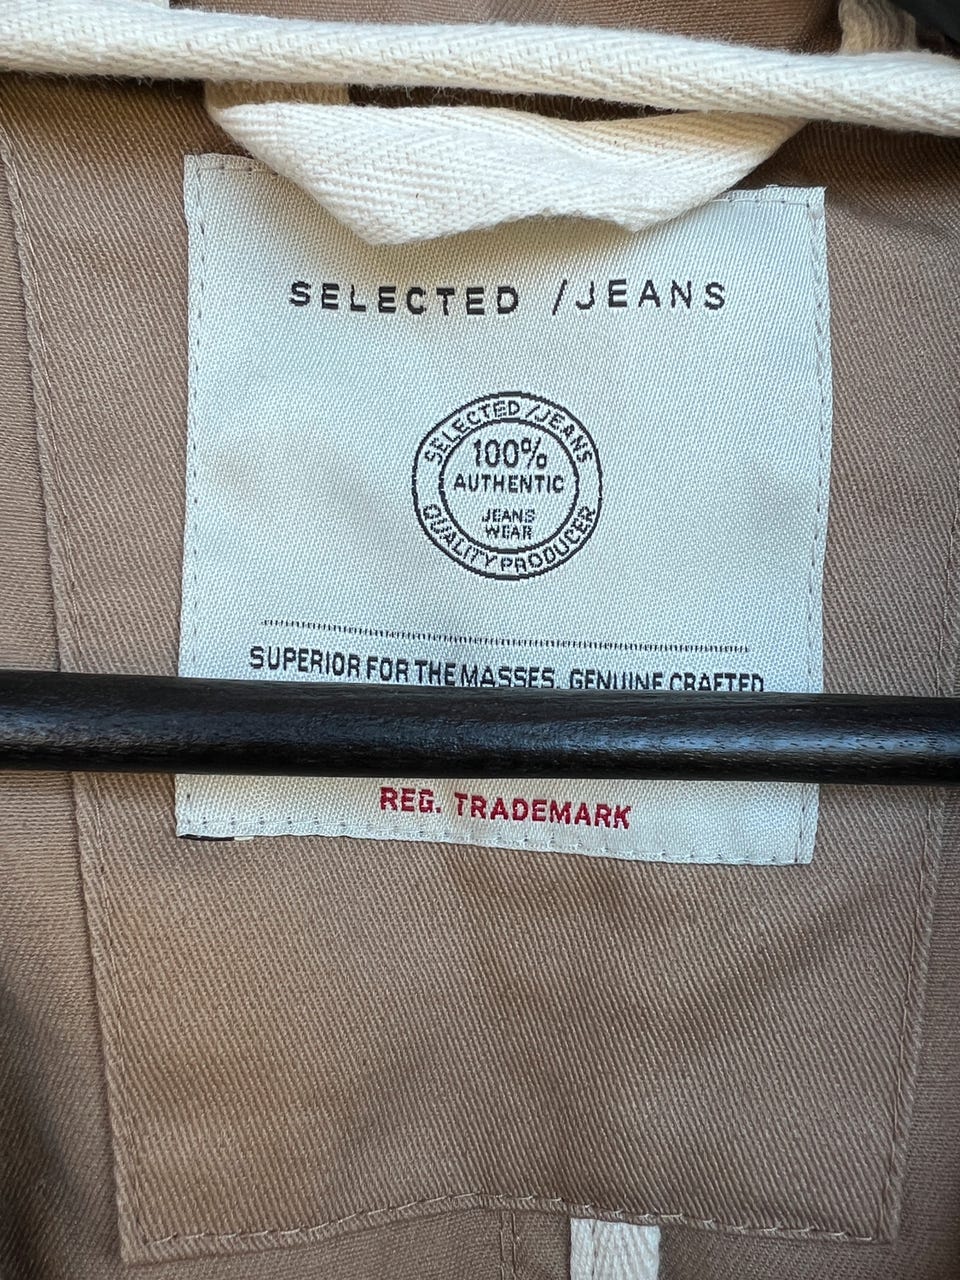 SELECTED /JEANS
SELECTED /JEANS
100%
AUTHENTIC
JEANS
WEAR
QUALITY PRODUCER
SUPERIOR FOR THE MASSES. GENUINE CRAFTED
REG. TRADEMARK